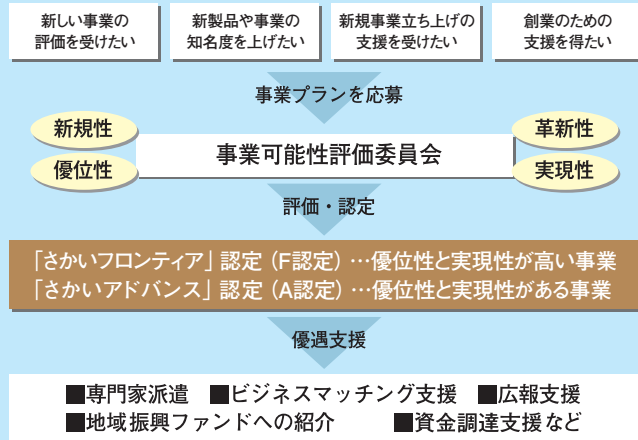 新しい事業の
評価を受けたい
新製品や事業の
知名度を上げたい
新規事業立ち上げの
支援を受けたい
創業のための
支援を得たい
事業プランを応募
新規性
優位性
事業可能性評価委員会
革新性
実現性
評価・認定
「さかいフロンティア」認定（F認定）…優位性と実現性が高い事業
「さかいアドバンス」認定（A認定）…優位性と実現性がある事業
優遇支援
■専門家派遣 ■ビジネスマッチング支援 ■広報支援
■地域振興ファンドへの紹介 ■資金調達支援など